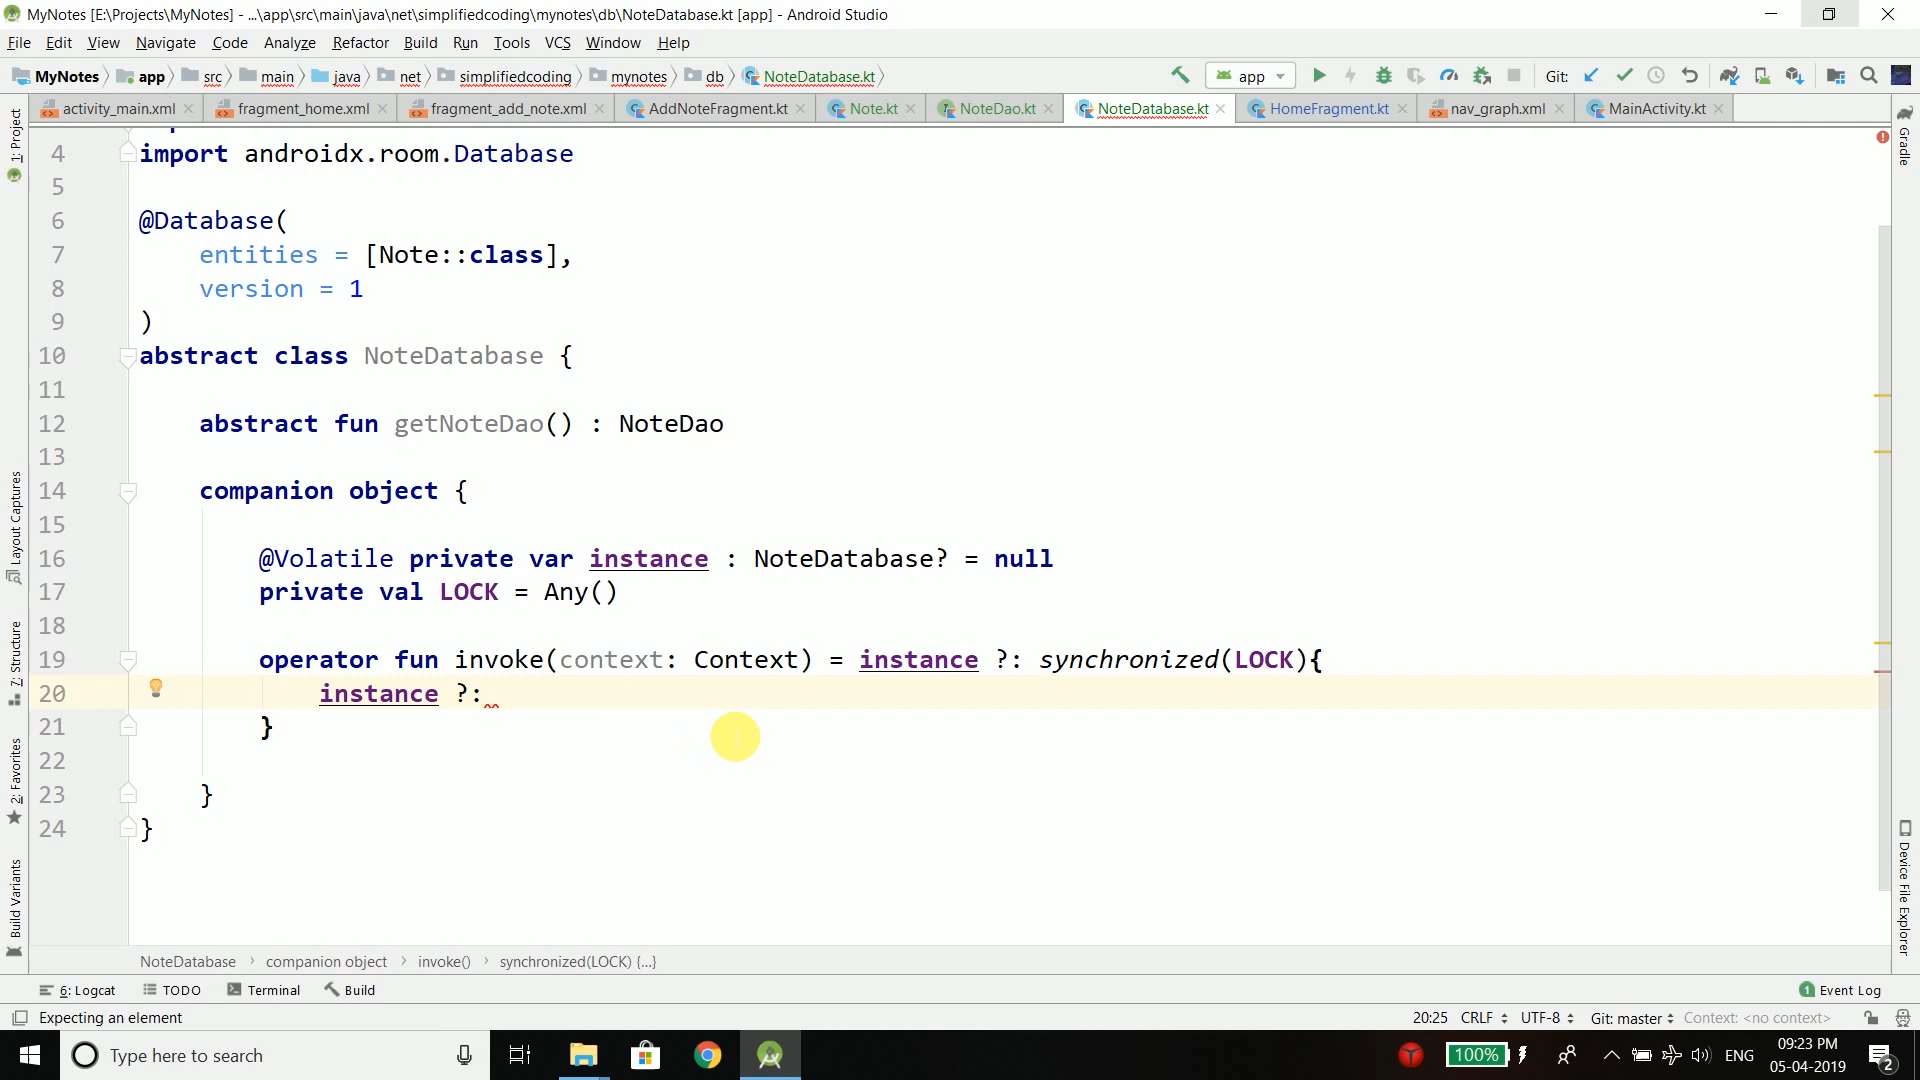 MyNotes [E:\Projects\MyNotes] - ...\app\src\main\java\net\simplifiedcoding\mynotes\db\NoteDatabase.kt [app] - Android Studio
File Edit View Navigate Code Analyze Refactor Build Run Tools VCS Window Help
MyNotes app src main java net simplifiedcoding mynotes db NoteDatabase.kt app Git:
activity_main.xml fragment_home.xml fragment_add_note.xml AddNoteFragment.kt Note.kt NoteDao.kt NoteDatabase.kt HomeFragment.kt nav_graph.xml MainActivity.kt
1: Project
Layout Captures
7: Structure
2: Favorites
Build Variants
4 import androidx.room.Database
5
6 @Database(
7 entities = [Note::class],
8 version = 1
9 )
10 abstract class NoteDatabase {
11
12 abstract fun getNoteDao() : NoteDao
13
14 companion object {
15
16 @Volatile private var instance : NoteDatabase? = null
17 private val LOCK = Any()
18
19 operator fun invoke(context: Context) = instance ?: synchronized(LOCK){
20 instance ?:
21 }
22
23 }
24 }
Gradle
Device File Explorer
NoteDatabase › companion object › invoke() › synchronized(LOCK) {...}
6: Logcat TODO Terminal Build 1 Event Log
Expecting an element 20:25 CRLF UTF-8 Git: master Context: <no context>
Type here to search 100% ENG 09:23 PM
05-04-2019 2